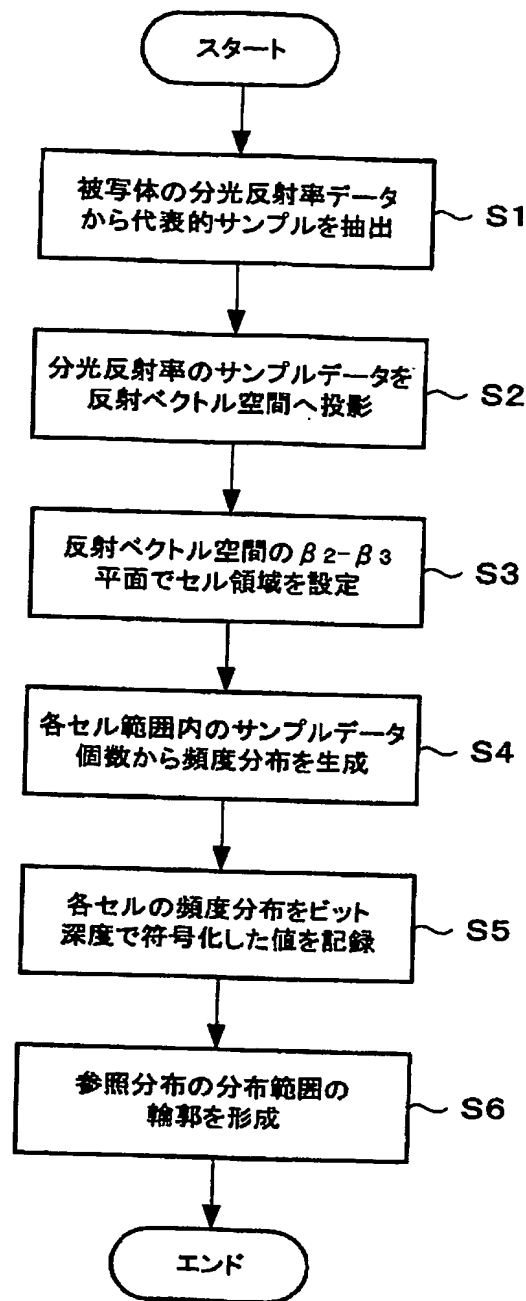 スタート
被写体の分光反射率データ
から代表的サンプルを抽出
S1
分光反射率のサンプルデータを
反射ベクトル空間へ投影
S2
反射ベクトル空間のβ2-β3
平面でセル領域を設定
S3
各セル範囲内のサンプルデータ
個数から頻度分布を生成
S4
各セルの頻度分布をビット
深度で符号化した値を記録
S5
参照分布の分布範囲の
輪郭を形成
S6
エンド